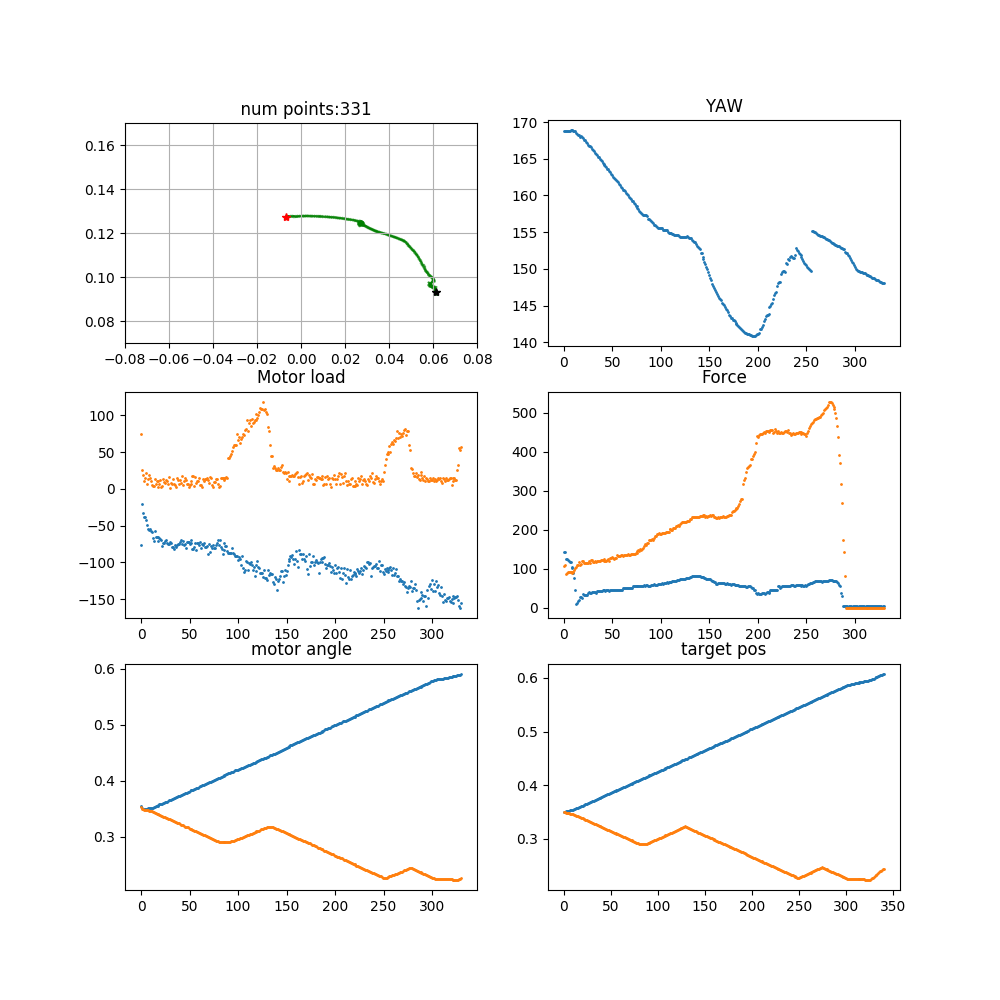 num points:331
YAW
0.16
0.14
0.12
0.10
0.08
−0.08 −0.06 −0.04 −0.02 0.00 0.02 0.04 0.06 0.08
170
165
160
155
150
145
140
0 50 100 150 200 250 300
Motor load
Force
100
50
0
−50
−100
−150
0 50 100 150 200 250 300
500
400
300
200
100
0
0 50 100 150 200 250 300
motor angle
target pos
0.6
0.5
0.4
0.3
0 50 100 150 200 250 300
0.6
0.5
0.4
0.3
0 50 100 150 200 250 300 350